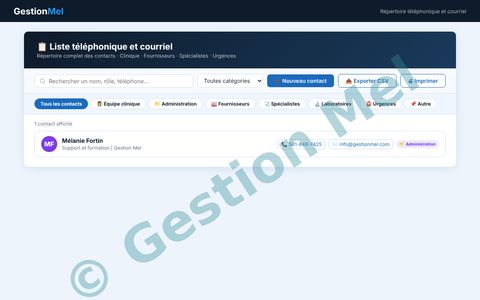 GestionMel
Répertoire téléphonique et courriel
📋 Liste téléphonique et courriel
Répertoire complet des contacts · Clinique · Fournisseurs · Spécialistes · Urgences
Rechercher un nom, rôle, téléphone...
Toutes catégories
Nouveau contact
Exporter CSV
Imprimer
Tous les contacts
Équipe clinique
Administration
Fournisseurs
Spécialistes
Laboratoires
Urgences
Autre
1 contact affiché
MF
Mélanie Fortin
Support et formation | Gestion Mel
581-849-7425
info@gestionmel.com
Administration
© Gestion Mel